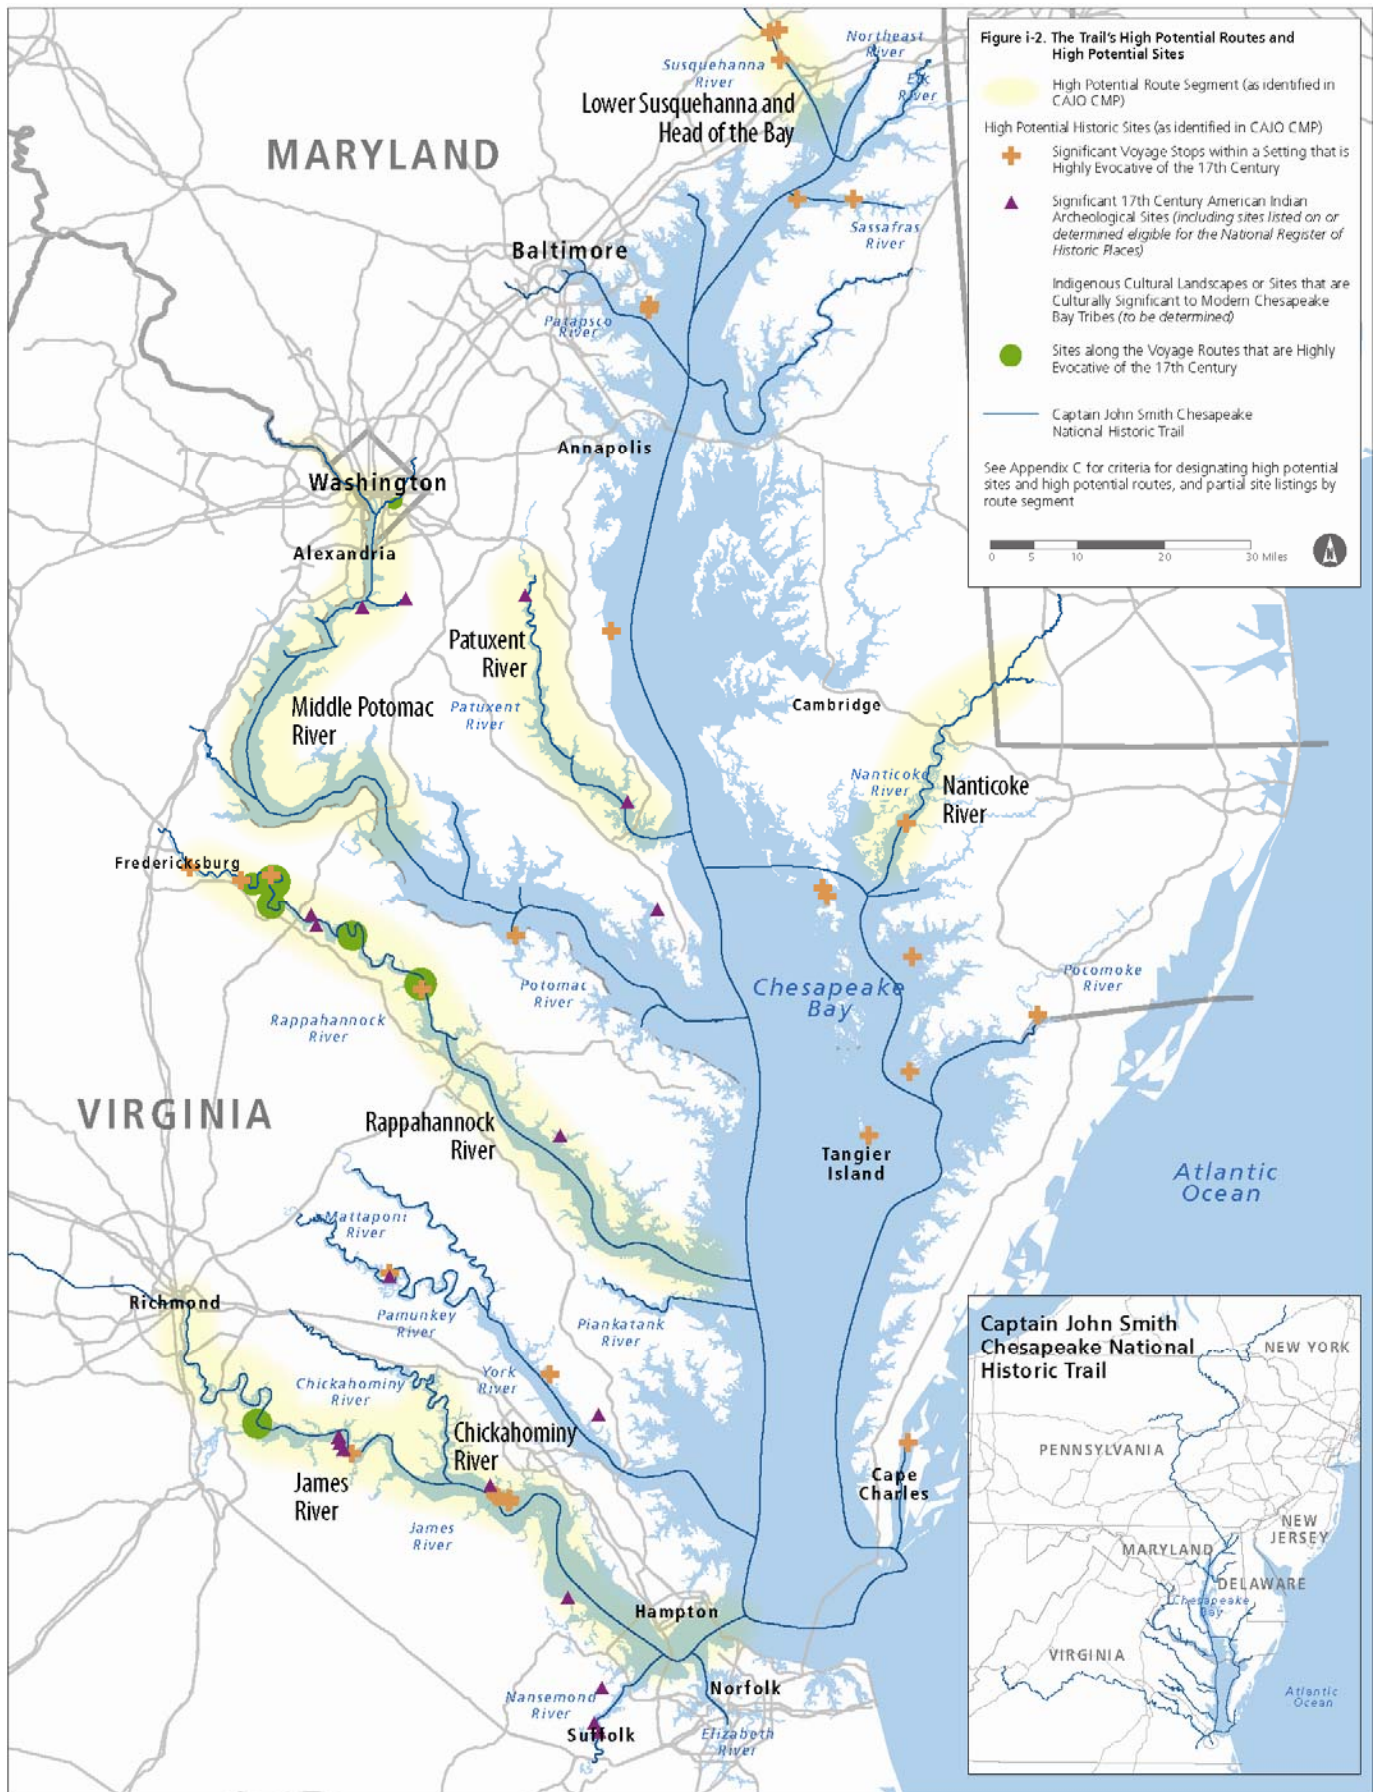 Figure i-2. The Trail's High Potential Routes and
High Potential Sites
High Potential Route Segment (as identified in
CAJO CMP)
High Potential Historic Sites (as identified in CAJO CMP)
Significant Voyage Stops within a Setting that is
Highly Evocative of the 17th Century
Significant 17th Century American Indian
Archeological Sites (including sites listed on or
determined eligible for the National Register of
Historic Places)
Indigenous Cultural Landscapes or Sites that are
Culturally Significant to Modern Chesapeake
Bay Tribes (to be determined)
Sites along the Voyage Routes that are Highly
Evocative of the 17th Century
Captain John Smith Chesapeake
National Historic Trail
See Appendix C for criteria for designating high potential
sites and high potential routes, and partial site listings by
route segment
0 5 10 20 30 Miles
N
Northeast
River
Susquehanna
River
Elk
River
Lower Susquehanna and
Head of the Bay
MARYLAND
Sassafras
River
Baltimore
Patapsco
River
Annapolis
Washington
Alexandria
Patuxent
River
Middle Potomac
River
Patuxent
River
Cambridge
Nanticoke
River
Nanticoke
River
Fredericksburg
Potomac
River
Chesapeake
Bay
Pocomoke
River
Rappahannock
River
VIRGINIA
Rappahannock
River
Tangier
Island
Atlantic
Ocean
Mattaponi
River
Richmond
Pamunkey
River
Piankatank
River
York
River
Chickahominy
River
Chickahominy
River
James
River
Cape
Charles
James
River
Hampton
Norfolk
Nansemond
River
Suffolk
Elizabeth
River
Captain John Smith
Chesapeake National
Historic Trail
NEW YORK
PENNSYLVANIA
NEW
JERSEY
MARYLAND
DELAWARE
Chesapeake
Bay
VIRGINIA
Atlantic
Ocean